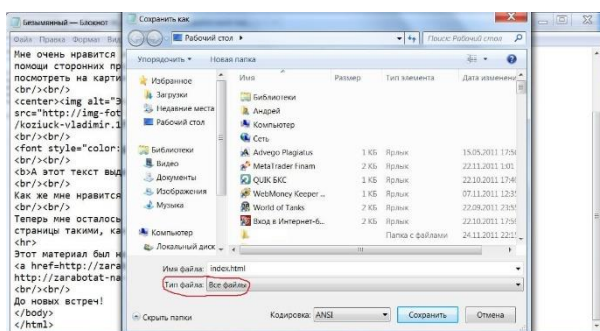 Безымянный — Блокнот
Сохранить как
Файл Правка Формат Вид
Рабочий стол
Поиск: Рабочий стол
Упорядочить Новая папка
Мне очень нравится
помощи сторонних пр
посмотреть на карти
<br/><br/>
<center><img alt="Э
src="http://img-fot
/koziuck-vladimir.1
<br/><br/>
<font style="color:
<br/><br/>
<b>А этот текст выд
<br/><br/>
Как же мне нравится
<br/><br/>
Теперь мне осталось
страницы такими, ка
<hr>
Этот материал был н
<a href=http://zara
http://zarabotat-na
<br/><br/>
До новых встреч!
</body>
</html>
Избранное
Загрузки
Недавние места
Рабочий стол
Библиотеки
Видео
Документы
Изображения
Музыка
Компьютер
Локальный диск
Имя Размер Тип элемента Дата изменени
Библиотеки
Андрей
Компьютер
Сеть
Advego Plagiatus 1 КБ Ярлык 15.05.2011 17:50
MetaTrader Finam 2 КБ Ярлык 22.11.2011 1:01
QUIK БКС 1 КБ Ярлык 22.10.2011 17:40
WebMoney Keeper ... 1 КБ Ярлык 07.11.2011 12:35
World of Tanks 2 КБ Ярлык 22.09.2011 23:55
Вход в Интернет-б... 2 КБ Ярлык 22.10.2011 17:59
Папка с файлами 24.11.2011 22:15
Имя файла: index.html
Тип файла: Все файлы
Скрыть папки
Кодировка: ANSI
Сохранить
Отмена